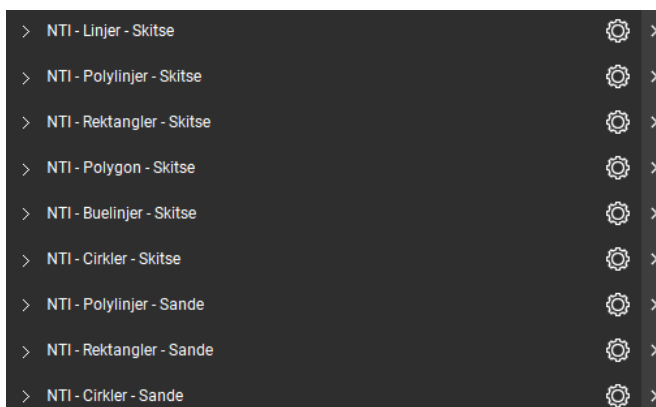 NTI - Linjer - Skitse
NTI - Polylinjer - Skitse
NTI - Rektangler - Skitse
NTI - Polygon - Skitse
NTI - Buelinjer - Skitse
NTI - Cirkler - Skitse
NTI - Polylinjer - Sande
NTI - Rektangler - Sande
NTI - Cirkler - Sande